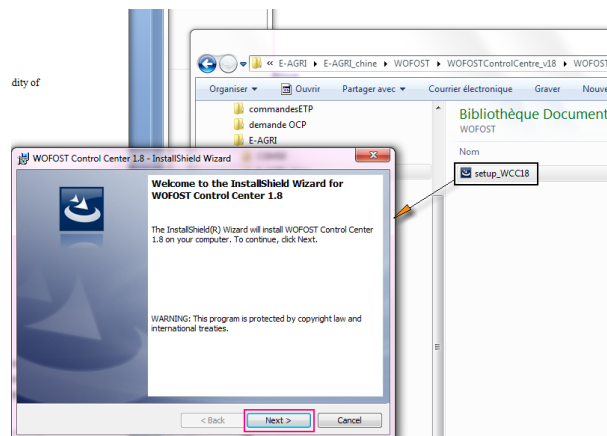 dity of
« E-AGRI ▸ E-AGRI_chine ▸ WOFOST ▸ WOFOSTControlCentre_v18 ▸ WOFOST
Organiser ▾ Ouvrir Partager avec ▾ Courrier électronique Graver Nouve
commandesETP
demande OCP
E-AGRI
Bibliothèque Document
WOFOST
Nom
setup_WCC18
WOFOST Control Center 1.8 - InstallShield Wizard
Welcome to the InstallShield Wizard for
WOFOST Control Center 1.8
The InstallShield(R) Wizard will install WOFOST Control Center
1.8 on your computer. To continue, click Next.
WARNING: This program is protected by copyright law and
international treaties.
< Back Next > Cancel